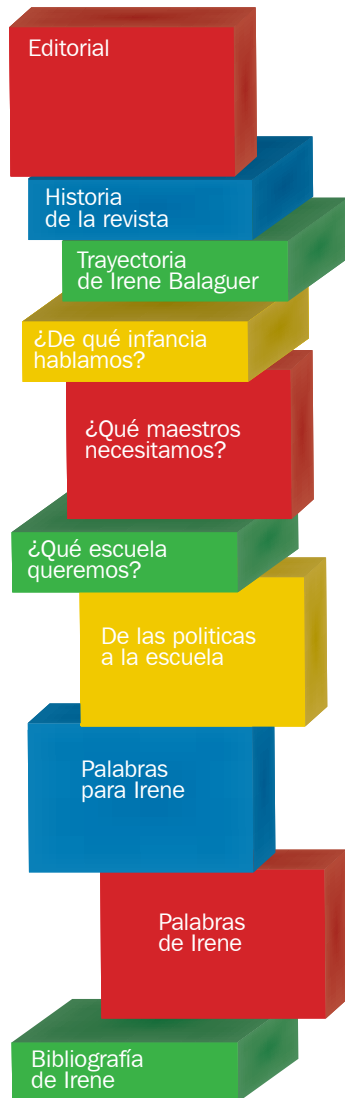 Editorial
Historia
de la revista
Trayectoria
de Irene Balaguer
¿De qué infancia
hablamos?
¿Qué maestros
necesitamos?
¿Qué escuela
queremos?
De las politicas
a la escuela
Palabras
para Irene
Palabras
de Irene
Bibliografía
de Irene